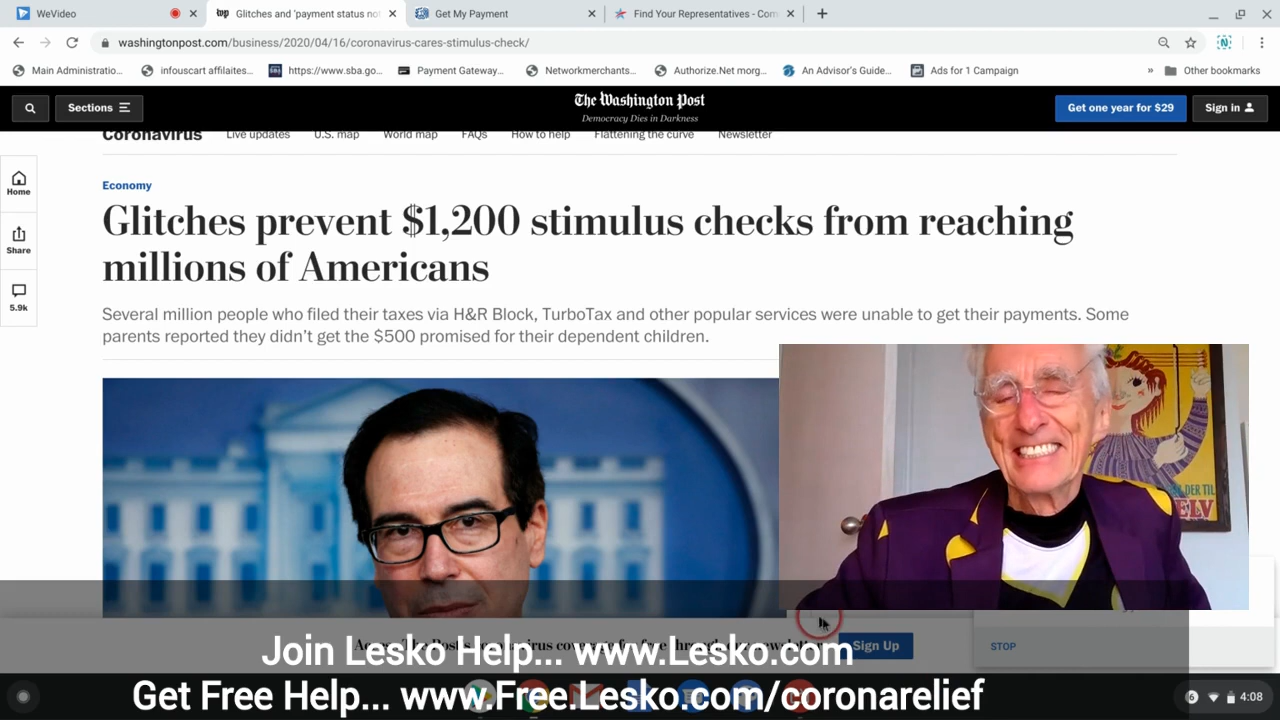 WeVideo
Glitches and 'payment status no
Get My Payment
Find Your Representatives - Com
washingtonpost.com/business/2020/04/16/coronavirus-cares-stimulus-check/
Main Administratio...
infouscart affilaites...
https://www.sba.go...
Payment Gateway...
Networkmerchants...
Authorize.Net morg...
An Advisor's Guide...
Ads for 1 Campaign
»
Other bookmarks
Sections
The Washington Post
Democracy Dies in Darkness
Get one year for $29
Sign in
Coronavirus
Live updates
U.S. map
World map
FAQs
How to help
Flattening the curve
Newsletter
Home
Share
5.9k
Economy
Glitches prevent $1,200 stimulus checks from reaching
millions of Americans
Several million people who filed their taxes via H&R Block, TurboTax and other popular services were unable to get their payments. Some
parents reported they didn't get the $500 promised for their dependent children.
DER TIL
ELV
Sign Up
STOP
Join Lesko Help... www.Lesko.com
Get Free Help... www.Free.Lesko.com/coronarelief
6
4:08